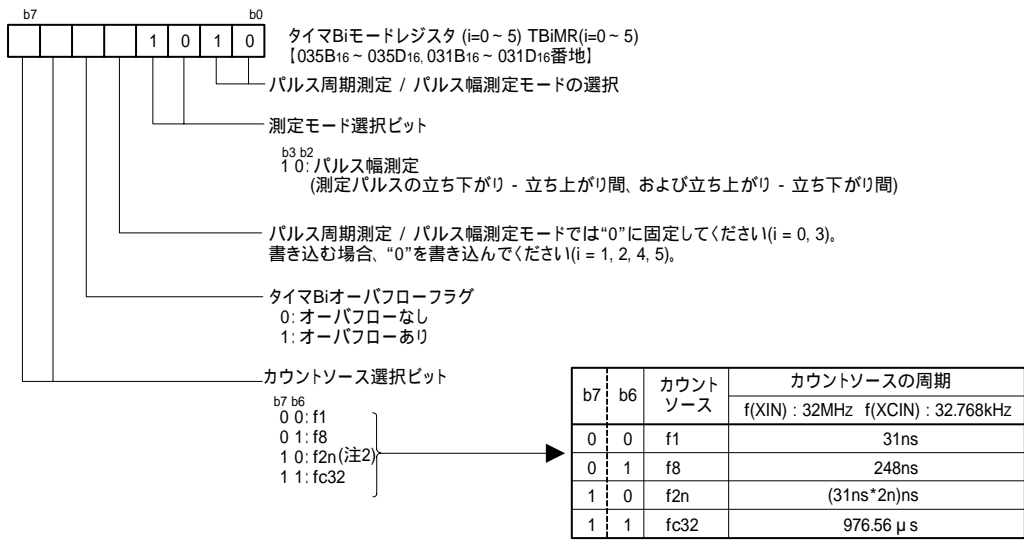 b7 b0
1 0 1 0
タイマBiモードレジスタ (i=0 ~ 5) TBiMR(i=0 ~ 5)
【035B16 ~ 035D16, 031B16 ~ 031D16番地】
パルス周期測定 / パルス幅測定モードの選択
測定モード選択ビット
b3 b2
1 0: パルス幅測定
(測定パルスの立ち下がり - 立ち上がり間、および立ち上がり - 立ち下がり間)
パルス周期測定 / パルス幅測定モードでは“0”に固定してください(i = 0, 3)。
書き込む場合、“0”を書き込んでください(i = 1, 2, 4, 5)。
タイマBiオーバフローフラグ
0: オーバフローなし
1: オーバフローあり
カウントソース選択ビット
b7 b6
0 0: f1
0 1: f8
1 0: f2n(注2)
1 1: fc32
b7 b6 カウントソース カウントソースの周期
f(XIN) : 32MHz f(XCIN) : 32.768kHz
0 0 f1 31ns
0 1 f8 248ns
1 0 f2n (31ns*2n)ns
1 1 fc32 976.56 μ s